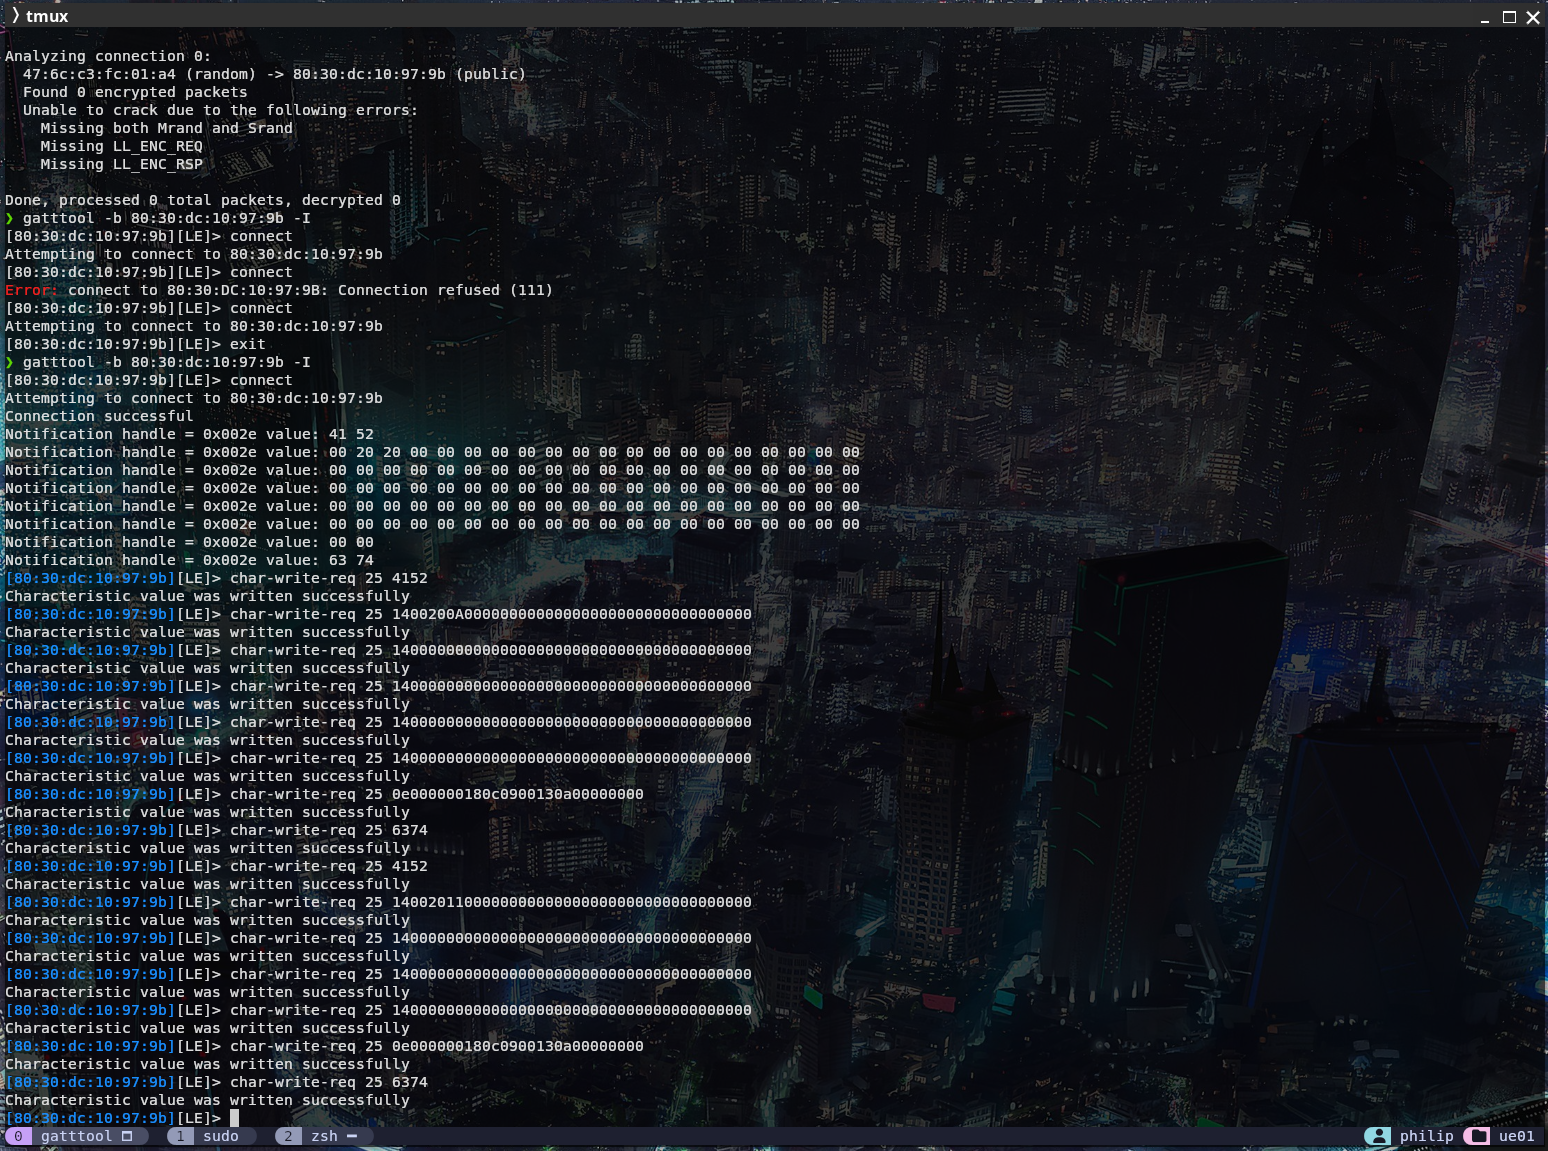 ❯ tmux
Analyzing connection 0:
47:6c:c3:fc:01:a4 (random) -> 80:30:dc:10:97:9b (public)
Found 0 encrypted packets
Unable to crack due to the following errors:
Missing both Mrand and Srand
Missing LL_ENC_REQ
Missing LL_ENC_RSP
Done, processed 0 total packets, decrypted 0
❯ gatttool -b 80:30:dc:10:97:9b -I
[80:30:dc:10:97:9b][LE]> connect
Attempting to connect to 80:30:dc:10:97:9b
[80:30:dc:10:97:9b][LE]> connect
Error: connect to 80:30:DC:10:97:9B: Connection refused (111)
[80:30:dc:10:97:9b][LE]> connect
Attempting to connect to 80:30:dc:10:97:9b
[80:30:dc:10:97:9b][LE]> exit
❯ gatttool -b 80:30:dc:10:97:9b -I
[80:30:dc:10:97:9b][LE]> connect
Attempting to connect to 80:30:dc:10:97:9b
Connection successful
Notification handle = 0x002e value: 41 52
Notification handle = 0x002e value: 00 20 20 00 00 00 00 00 00 00 00 00 00 00 00 00 00 00 00 00
Notification handle = 0x002e value: 00 00 00 00 00 00 00 00 00 00 00 00 00 00 00 00 00 00 00 00
Notification handle = 0x002e value: 00 00 00 00 00 00 00 00 00 00 00 00 00 00 00 00 00 00 00 00
Notification handle = 0x002e value: 00 00 00 00 00 00 00 00 00 00 00 00 00 00 00 00 00 00 00 00
Notification handle = 0x002e value: 00 00 00 00 00 00 00 00 00 00 00 00 00 00 00 00 00 00 00 00
Notification handle = 0x002e value: 00 00
Notification handle = 0x002e value: 63 74
[80:30:dc:10:97:9b][LE]> char-write-req 25 4152
Characteristic value was written successfully
[80:30:dc:10:97:9b][LE]> char-write-req 25 1400200A00000000000000000000000000000000
Characteristic value was written successfully
[80:30:dc:10:97:9b][LE]> char-write-req 25 1400000000000000000000000000000000000000
Characteristic value was written successfully
[80:30:dc:10:97:9b][LE]> char-write-req 25 1400000000000000000000000000000000000000
Characteristic value was written successfully
[80:30:dc:10:97:9b][LE]> char-write-req 25 1400000000000000000000000000000000000000
Characteristic value was written successfully
[80:30:dc:10:97:9b][LE]> char-write-req 25 1400000000000000000000000000000000000000
Characteristic value was written successfully
[80:30:dc:10:97:9b][LE]> char-write-req 25 0e000000180c0900130a00000000
Characteristic value was written successfully
[80:30:dc:10:97:9b][LE]> char-write-req 25 6374
Characteristic value was written successfully
[80:30:dc:10:97:9b][LE]> char-write-req 25 4152
Characteristic value was written successfully
[80:30:dc:10:97:9b][LE]> char-write-req 25 1400201100000000000000000000000000000000
Characteristic value was written successfully
[80:30:dc:10:97:9b][LE]> char-write-req 25 1400000000000000000000000000000000000000
Characteristic value was written successfully
[80:30:dc:10:97:9b][LE]> char-write-req 25 1400000000000000000000000000000000000000
Characteristic value was written successfully
[80:30:dc:10:97:9b][LE]> char-write-req 25 1400000000000000000000000000000000000000
Characteristic value was written successfully
[80:30:dc:10:97:9b][LE]> char-write-req 25 0e000000180c0900130a00000000
Characteristic value was written successfully
[80:30:dc:10:97:9b][LE]> char-write-req 25 6374
Characteristic value was written successfully
[80:30:dc:10:97:9b][LE]>
0 gatttool 1 sudo 2 zsh philip ue01